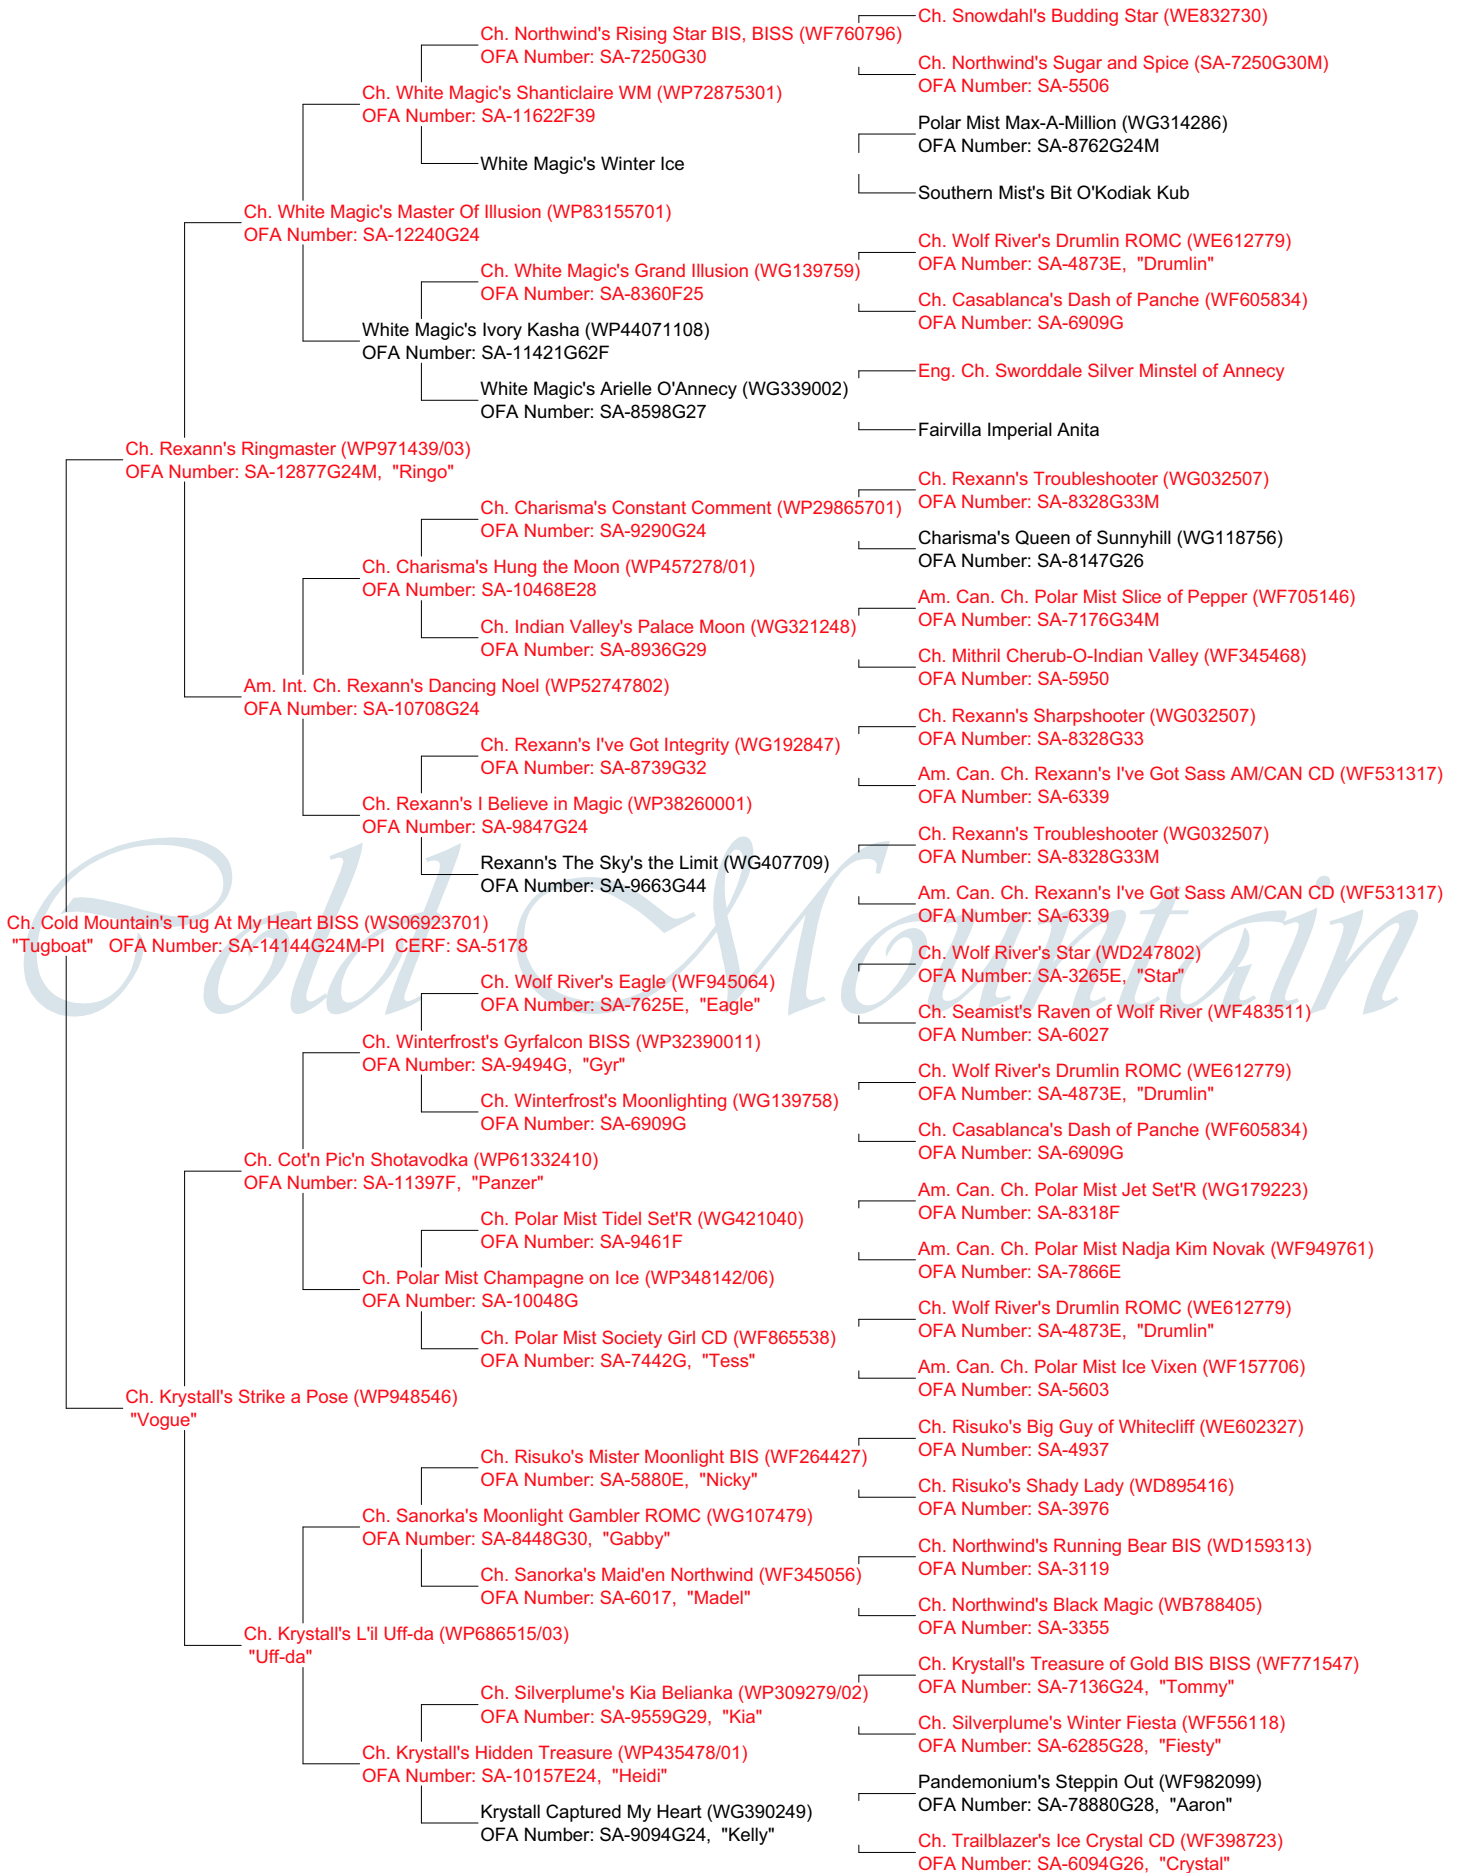 Ch. Snowdahl's Budding Star (WE832730)
Ch. Northwind's Rising Star BIS, BISS (WF760796)
OFA Number: SA-7250G30
Ch. Northwind's Sugar and Spice (SA-7250G30M)
OFA Number: SA-5506
Ch. White Magic's Shanticlaire WM (WP72875301)
OFA Number: SA-11622F39
Polar Mist Max-A-Million (WG314286)
OFA Number: SA-8762G24M
White Magic's Winter Ice
Southern Mist's Bit O'Kodiak Kub
Ch. White Magic's Master Of Illusion (WP83155701)
OFA Number: SA-12240G24
Ch. Wolf River's Drumlin ROMC (WE612779)
OFA Number: SA-4873E, "Drumlin"
Ch. White Magic's Grand Illusion (WG139759)
OFA Number: SA-8360F25
Ch. Casablanca's Dash of Panche (WF605834)
OFA Number: SA-6909G
White Magic's Ivory Kasha (WP44071108)
OFA Number: SA-11421G62F
Eng. Ch. Sworddale Silver Minstel of Annecy
White Magic's Arielle O'Annecy (WG339002)
OFA Number: SA-8598G27
Fairvilla Imperial Anita
Ch. Rexann's Ringmaster (WP971439/03)
OFA Number: SA-12877G24M, "Ringo"
Ch. Rexann's Troubleshooter (WG032507)
OFA Number: SA-8328G33M
Ch. Charisma's Constant Comment (WP29865701)
OFA Number: SA-9290G24
Charisma's Queen of Sunnyhill (WG118756)
OFA Number: SA-8147G26
Ch. Charisma's Hung the Moon (WP457278/01)
OFA Number: SA-10468E28
Am. Can. Ch. Polar Mist Slice of Pepper (WF705146)
OFA Number: SA-7176G34M
Ch. Indian Valley's Palace Moon (WG321248)
OFA Number: SA-8936G29
Ch. Mithril Cherub-O-Indian Valley (WF345468)
OFA Number: SA-5950
Am. Int. Ch. Rexann's Dancing Noel (WP52747802)
OFA Number: SA-10708G24
Ch. Rexann's Sharpshooter (WG032507)
OFA Number: SA-8328G33
Ch. Rexann's I've Got Integrity (WG192847)
OFA Number: SA-8739G32
Am. Can. Ch. Rexann's I've Got Sass AM/CAN CD (WF531317)
OFA Number: SA-6339
Ch. Rexann's I Believe in Magic (WP38260001)
OFA Number: SA-9847G24
Ch. Rexann's Troubleshooter (WG032507)
OFA Number: SA-8328G33M
Rexann's The Sky's the Limit (WG407709)
OFA Number: SA-9663G44
Am. Can. Ch. Rexann's I've Got Sass AM/CAN CD (WF531317)
OFA Number: SA-6339
Cold Mountain
Ch. Cold Mountain's Tug At My Heart BISS (WS06923701)
"Tugboat" OFA Number: SA-14144G24M-PI CERF: SA-5178
Ch. Wolf River's Star (WD247802)
OFA Number: SA-3265E, "Star"
Ch. Wolf River's Eagle (WF945064)
OFA Number: SA-7625E, "Eagle"
Ch. Seamist's Raven of Wolf River (WF483511)
OFA Number: SA-6027
Ch. Winterfrost's Gyrfalcon BISS (WP32390011)
OFA Number: SA-9494G, "Gyr"
Ch. Wolf River's Drumlin ROMC (WE612779)
OFA Number: SA-4873E, "Drumlin"
Ch. Winterfrost's Moonlighting (WG139758)
OFA Number: SA-6909G
Ch. Casablanca's Dash of Panche (WF605834)
OFA Number: SA-6909G
Ch. Cot'n Pic'n Shotavodka (WP61332410)
OFA Number: SA-11397F, "Panzer"
Am. Can. Ch. Polar Mist Jet Set'R (WG179223)
OFA Number: SA-8318F
Ch. Polar Mist Tidel Set'R (WG421040)
OFA Number: SA-9461F
Am. Can. Ch. Polar Mist Nadja Kim Novak (WF949761)
OFA Number: SA-7866E
Ch. Polar Mist Champagne on Ice (WP348142/06)
OFA Number: SA-10048G
Ch. Wolf River's Drumlin ROMC (WE612779)
OFA Number: SA-4873E, "Drumlin"
Ch. Polar Mist Society Girl CD (WF865538)
OFA Number: SA-7442G, "Tess"
Am. Can. Ch. Polar Mist Ice Vixen (WF157706)
OFA Number: SA-5603
Ch. Krystall's Strike a Pose (WP948546)
"Vogue"
Ch. Risuko's Big Guy of Whitecliff (WE602327)
OFA Number: SA-4937
Ch. Risuko's Mister Moonlight BIS (WF264427)
OFA Number: SA-5880E, "Nicky"
Ch. Risuko's Shady Lady (WD895416)
OFA Number: SA-3976
Ch. Sanorka's Moonlight Gambler ROMC (WG107479)
OFA Number: SA-8448G30, "Gabby"
Ch. Northwind's Running Bear BIS (WD159313)
OFA Number: SA-3119
Ch. Sanorka's Maid'en Northwind (WF345056)
OFA Number: SA-6017, "Madel"
Ch. Northwind's Black Magic (WB788405)
OFA Number: SA-3355
Ch. Krystall's L'il Uff-da (WP686515/03)
"Uff-da"
Ch. Krystall's Treasure of Gold BIS BISS (WF771547)
OFA Number: SA-7136G24, "Tommy"
Ch. Silverplume's Kia Belianka (WP309279/02)
OFA Number: SA-9559G29, "Kia"
Ch. Silverplume's Winter Fiesta (WF556118)
OFA Number: SA-6285G28, "Fiesty"
Ch. Krystall's Hidden Treasure (WP435478/01)
OFA Number: SA-10157E24, "Heidi"
Pandemonium's Steppin Out (WF982099)
OFA Number: SA-78880G28, "Aaron"
Krystall Captured My Heart (WG390249)
OFA Number: SA-9094G24, "Kelly"
Ch. Trailblazer's Ice Crystal CD (WF398723)
OFA Number: SA-6094G26, "Crystal"